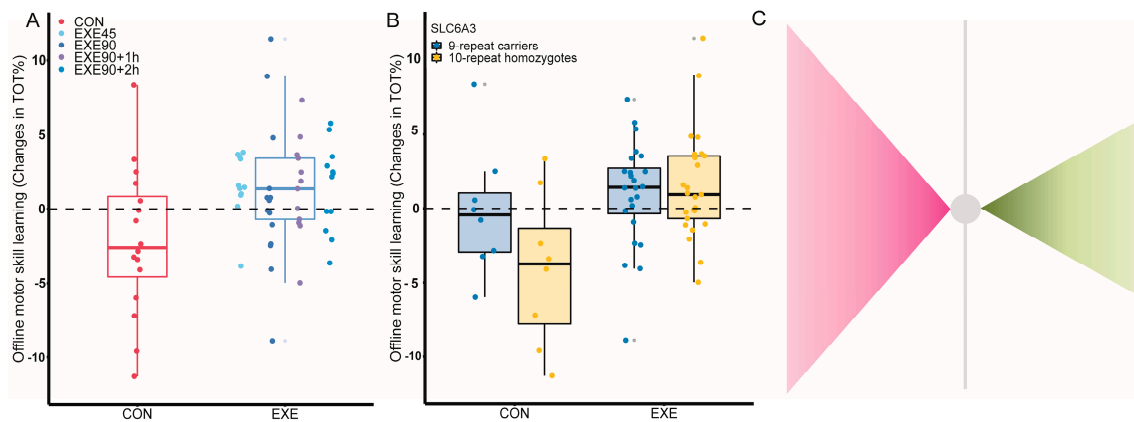 A
CON
EXE45
EXE90
EXE90+1h
EXE90+2h
Offline motor skill learning (Changes in TOT%)
10
5
0
-5
-10
CON
EXE
B
SLC6A3
9-repeat carriers
10-repeat homozygotes
Offline motor skill learning (Changes in TOT%)
10
5
0
-5
-10
CON
EXE
C